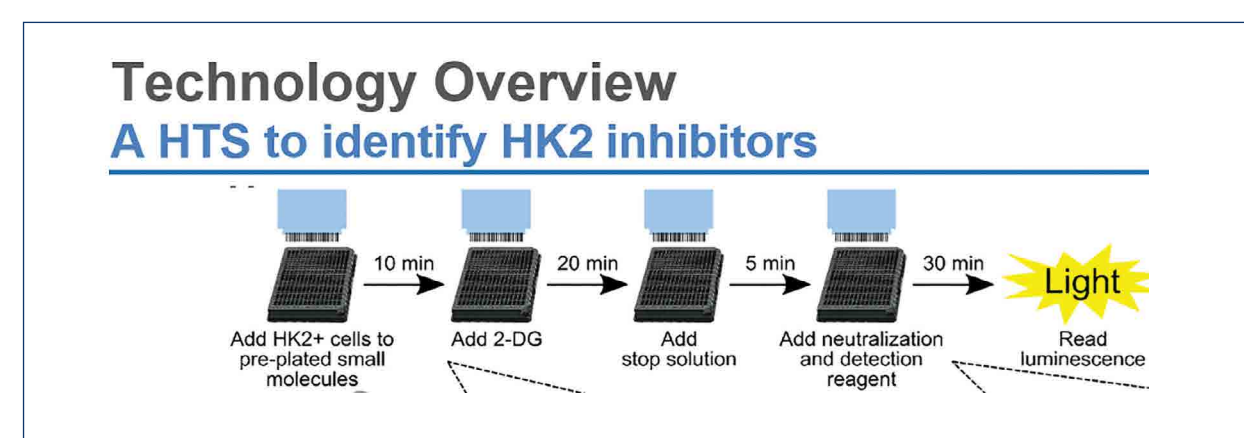 Technology Overview
A HTS to identify HK2 inhibitors
10 min
20 min
5 min
30 min
Light
Add HK2+ cells to
pre-plated small
molecules
Add 2-DG
Add
stop solution
Add neutralization
and detection
reagent
Read
luminescence